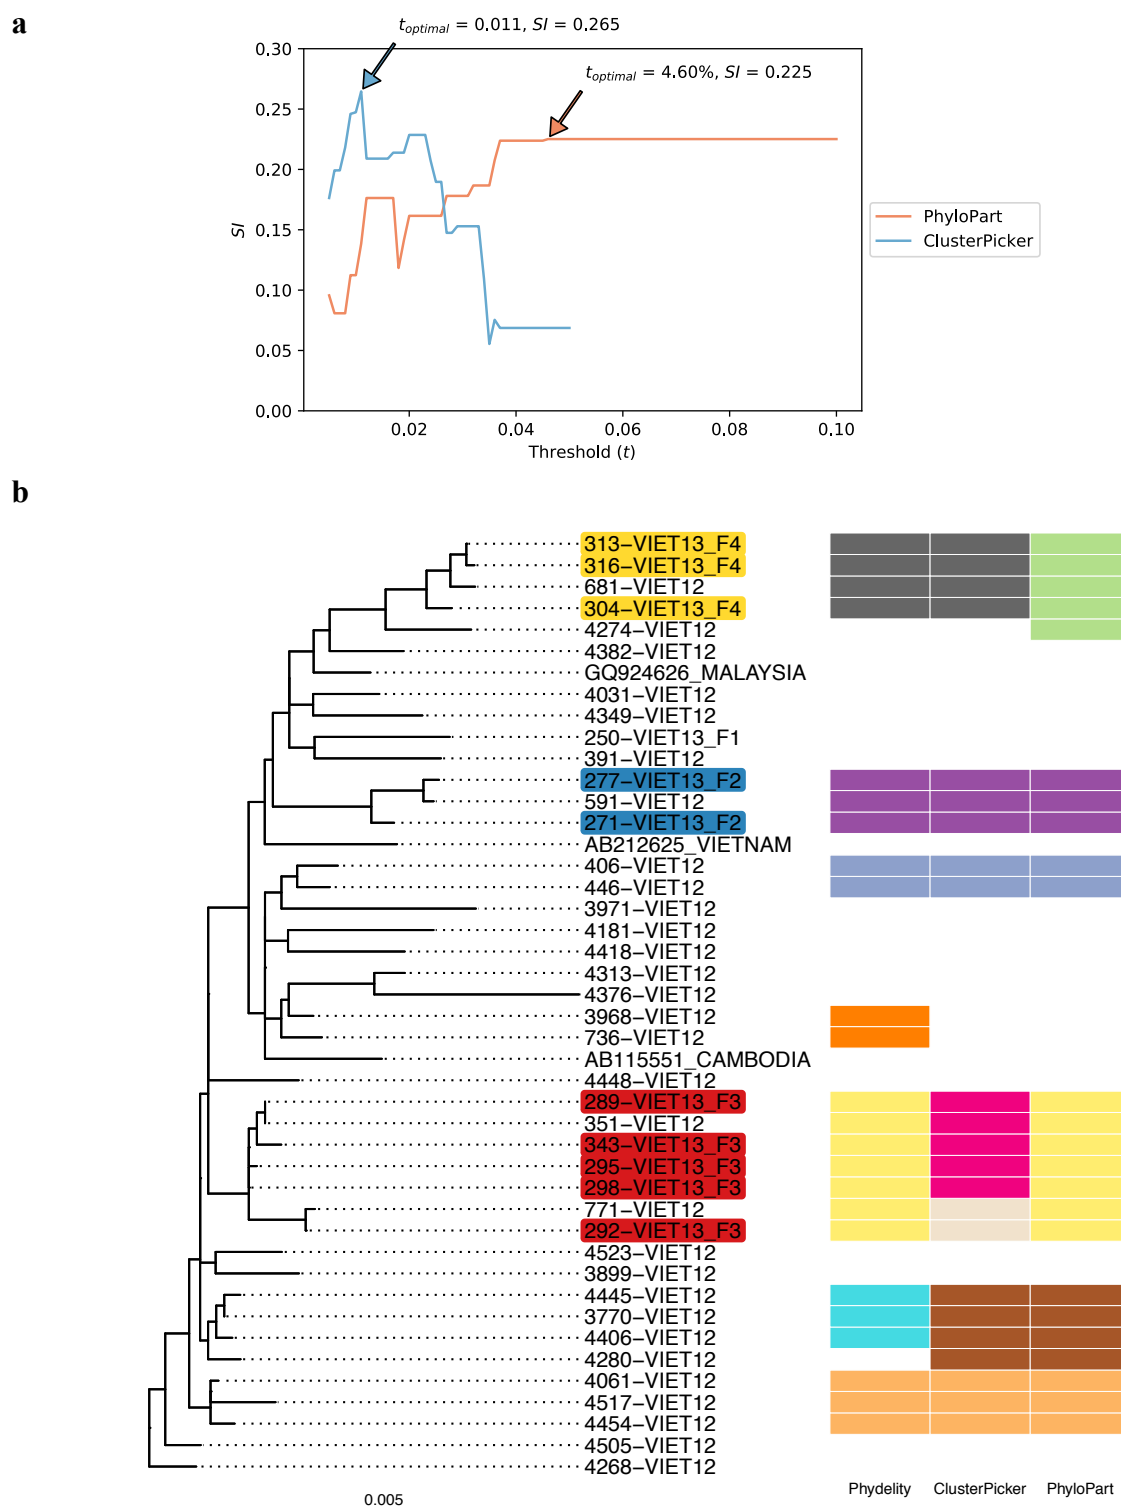 a
t_optimal = 0.011, SI = 0.265
t_optimal = 4.60%, SI = 0.225
0.30
0.25
0.20
0.15
0.10
0.05
0.00
SI
0.02
0.04
0.06
0.08
0.10
Threshold (t)
PhyloPart
ClusterPicker
b
313−VIET13_F4
316−VIET13_F4
681−VIET12
304−VIET13_F4
4274−VIET12
4382−VIET12
GQ924626_MALAYSIA
4031−VIET12
4349−VIET12
250−VIET13_F1
391−VIET12
277−VIET13_F2
591−VIET12
271−VIET13_F2
AB212625_VIETNAM
406−VIET12
446−VIET12
3971−VIET12
4181−VIET12
4418−VIET12
4313−VIET12
4376−VIET12
3968−VIET12
736−VIET12
AB115551_CAMBODIA
4448−VIET12
289−VIET13_F3
351−VIET12
343−VIET13_F3
295−VIET13_F3
298−VIET13_F3
771−VIET12
292−VIET13_F3
4523−VIET12
3899−VIET12
4445−VIET12
3770−VIET12
4406−VIET12
4280−VIET12
4061−VIET12
4517−VIET12
4454−VIET12
4505−VIET12
4268−VIET12
0.005
Phydelity ClusterPicker PhyloPart